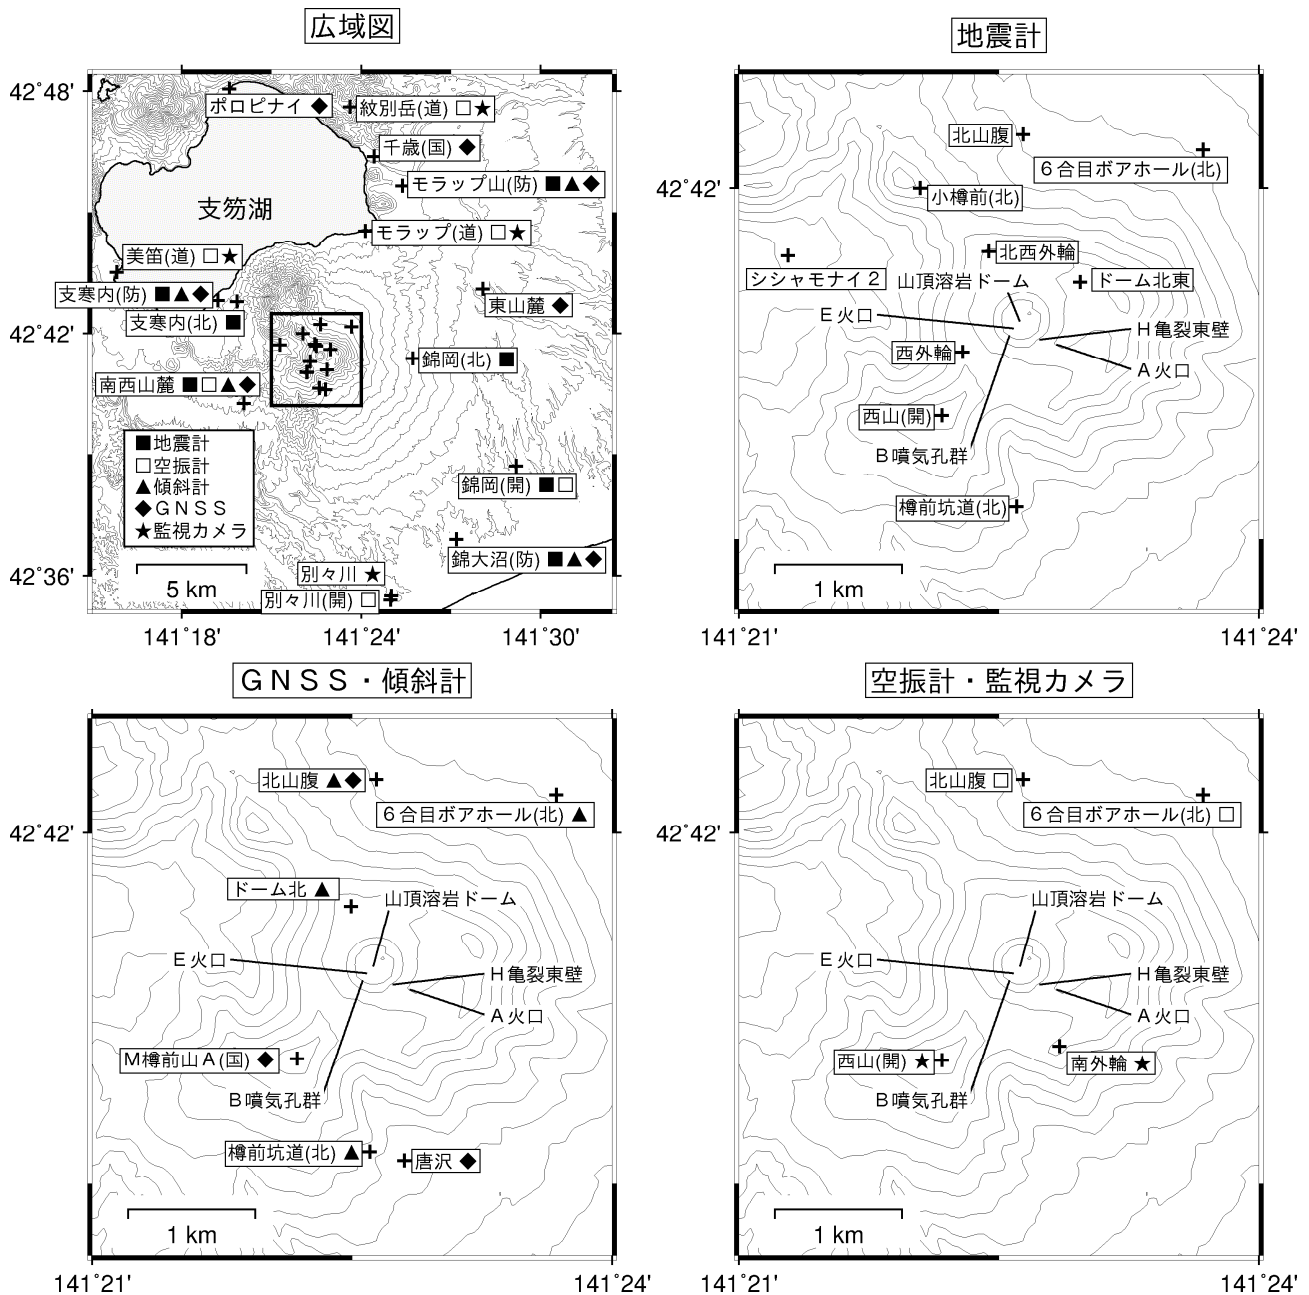 広域図
42°48'
ポロピナイ ◆
紋別岳(道) □★
千歳(国) ◆
モラップ山(防) ■▲◆
支笏湖
モラップ(道) □★
美笛(道) □★
支寒内(防) ■▲◆
東山麓 ◆
支寒内(北) ■
42°42'
錦岡(北) ■
南西山麓 ■□▲◆
■地震計
□空振計
▲傾斜計
◆GNSS
★監視カメラ
錦岡(開) ■□
錦大沼(防) ■▲◆
42°36'
5 km
別々川 ★
別々川(開) □
141°18'
141°24'
141°30'
地震計
北山腹
6合目ボアホール(北)
42°42'
小樽前(北)
北西外輪
シシャモナイ2
山頂溶岩ドーム
ドーム北東
E火口
H亀裂東壁
西外輪
A火口
西山(開)
B噴気孔群
樽前坑道(北)
1 km
141°21'
141°24'
GNSS・傾斜計
北山腹 ▲◆
6合目ボアホール(北) ▲
42°42'
ドーム北 ▲
山頂溶岩ドーム
E火口
H亀裂東壁
A火口
M樽前山A(国) ◆
B噴気孔群
樽前坑道(北) ▲
唐沢 ◆
1 km
141°21'
141°24'
空振計・監視カメラ
北山腹 □
6合目ボアホール(北) □
42°42'
山頂溶岩ドーム
E火口
H亀裂東壁
A火口
西山(開) ★
南外輪 ★
B噴気孔群
1 km
141°21'
141°24'